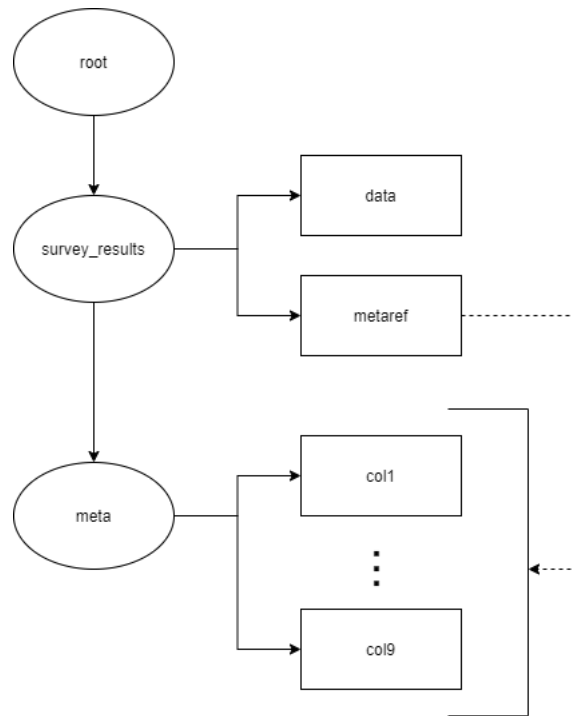 root
data
survey_results
metaref
col1
meta
col9